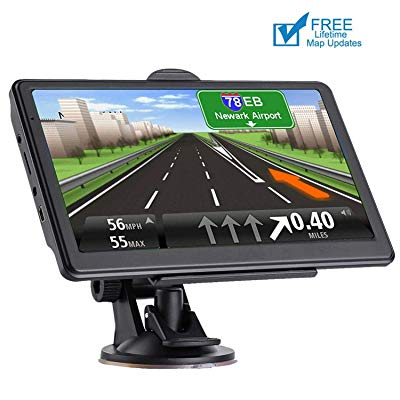 FREE
Lifetime
Map Updates
78 EB
Newark Airport
56 MPH
55 MAX
0.40
MILES